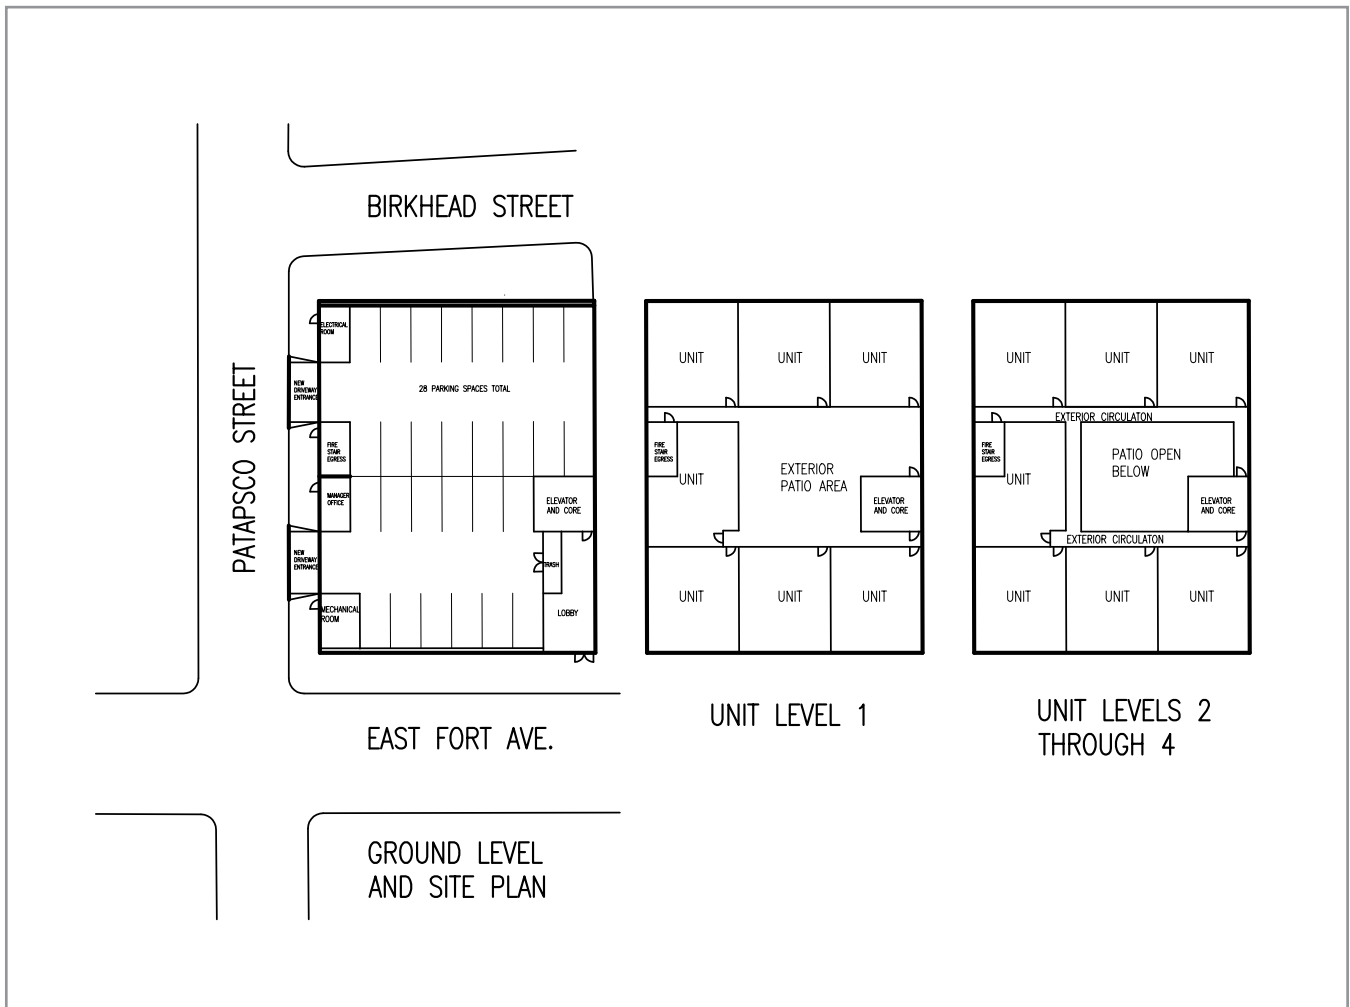 BIRKHEAD STREET
PATAPSCO STREET
ELECTRICAL
ROOM
NEW
DRIVEWAY
ENTRANCE
28 PARKING SPACES TOTAL
FIRE
STAIR
EGRESS
MANAGER
OFFICE
ELEVATOR
AND CORE
NEW
DRIVEWAY
ENTRANCE
TRASH
MECHANICAL
ROOM
LOBBY
EAST FORT AVE.
GROUND LEVEL
AND SITE PLAN
UNIT
UNIT
UNIT
FIRE
STAIR
EGRESS
UNIT
EXTERIOR
PATIO AREA
ELEVATOR
AND CORE
UNIT
UNIT
UNIT
UNIT LEVEL 1
UNIT
UNIT
UNIT
EXTERIOR CIRCULATON
FIRE
STAIR
EGRESS
UNIT
PATIO OPEN
BELOW
ELEVATOR
AND CORE
EXTERIOR CIRCULATON
UNIT
UNIT
UNIT
UNIT LEVELS 2
THROUGH 4